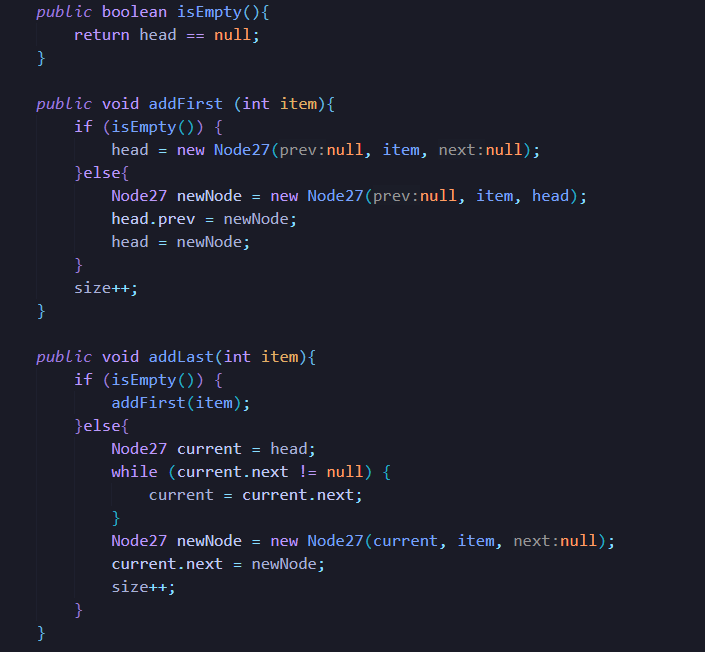 public boolean isEmpty(){
    return head == null;
}

public void addFirst (int item){
    if (isEmpty()) {
        head = new Node27(prev:null, item, next:null);
    }else{
        Node27 newNode = new Node27(prev:null, item, head);
        head.prev = newNode;
        head = newNode;
    }
    size++;
}

public void addLast(int item){
    if (isEmpty()) {
        addFirst(item);
    }else{
        Node27 current = head;
        while (current.next != null) {
            current = current.next;
        }
        Node27 newNode = new Node27(current, item, next:null);
        current.next = newNode;
        size++;
    }
}